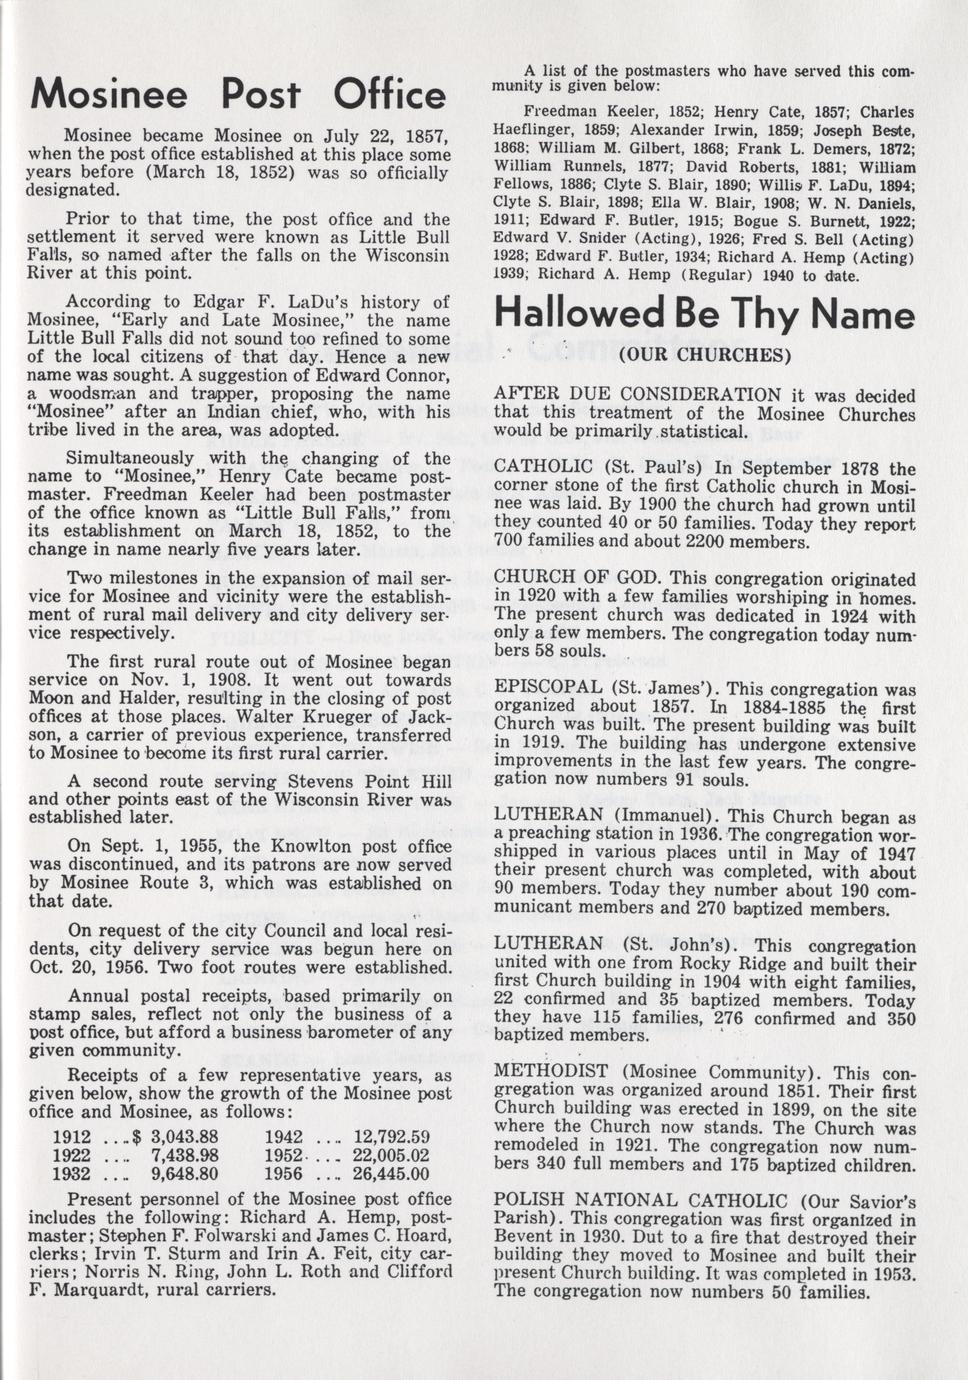 Mosinee Post Office
Mosinee became Mosinee on July 22, 1857,
when the post office established at this place some
years before (March 18, 1852) was so officially
designated.
Prior to that time, the post office and the
settlement it served were known as Little Bull
Falls, so named after the falls on the Wisconsin
River at this point.
According to Edgar F. LaDu's history of
Mosinee, "Early and Late Mosinee," the name
Little Bull Falls did not sound too refined to some
of the local citizens of that day. Hence a new
name was sought. A suggestion of Edward Connor,
a woodsman and trapper, proposing the name
"Mosinee" after an Indian chief, who, with his
tribe lived in the area, was adopted.
Simultaneously with the changing of the
name to "Mosinee," Henry Cate became post-
master. Freedman Keeler had been postmaster
of the office known as "Little Bull Falls," from
its establishment on March 18, 1852, to the
change in name nearly five years later.
Two milestones in the expansion of mail ser-
vice for Mosinee and vicinity were the establish-
ment of rural mail delivery and city delivery ser-
vice respectively.
The first rural route out of Mosinee began
service on Nov. 1, 1908. It went out towards
Moon and Halder, resulting in the closing of post
offices at those places. Walter Krueger of Jack-
son, a carrier of previous experience, transferred
to Mosinee to become its first rural carrier.
A second route serving Stevens Point Hill
and other points east of the Wisconsin River was
established later.
On Sept. 1, 1955, the Knowlton post office
was discontinued, and its patrons are now served
by Mosinee Route 3, which was established on
that date.
On request of the city Council and local resi-
dents, city delivery service was begun here on
Oct. 20, 1956. Two foot routes were established.
Annual postal receipts, based primarily on
stamp sales, reflect not only the business of a
post office, but afford a business barometer of any
given community.
Receipts of a few representative years, as
given below, show the growth of the Mosinee post
office and Mosinee, as follows:
1912 ....$ 3,043.88 1942 .... 12,792.59
1922 .... 7,438.98 1952 .... 22,005.02
1932 .... 9,648.80 1956 .... 26,445.00
Present personnel of the Mosinee post office
includes the following: Richard A. Hemp, post-
master; Stephen F. Folwarski and James C. Hoard,
clerks; Irvin T. Sturm and Irin A. Feit, city car-
riers; Norris N. Ring, John L. Roth and Clifford
F. Marquardt, rural carriers.
A list of the postmasters who have served this com-
munity is given below:
Freedman Keeler, 1852; Henry Cate, 1857; Charles
Haeflinger, 1859; Alexander Irwin, 1859; Joseph Beste,
1868; William M. Gilbert, 1868; Frank L. Demers, 1872;
William Runnels, 1877; David Roberts, 1881; William
Fellows, 1886; Clyte S. Blair, 1890; Willis F. LaDu, 1894;
Clyte S. Blair, 1898; Ella W. Blair, 1908; W. N. Daniels,
1911; Edward F. Butler, 1915; Bogue S. Burnett, 1922;
Edward V. Snider (Acting), 1926; Fred S. Bell (Acting)
1928; Edward F. Butler, 1934; Richard A. Hemp (Acting)
1939; Richard A. Hemp (Regular) 1940 to date.
Hallowed Be Thy Name
(OUR CHURCHES)
AFTER DUE CONSIDERATION it was decided
that this treatment of the Mosinee Churches
would be primarily statistical.
CATHOLIC (St. Paul's) In September 1878 the
corner stone of the first Catholic church in Mosi-
nee was laid. By 1900 the church had grown until
they counted 40 or 50 families. Today they report
700 families and about 2200 members.
CHURCH OF GOD. This congregation originated
in 1920 with a few families worshiping in homes.
The present church was dedicated in 1924 with
only a few members. The congregation today num-
bers 58 souls.
EPISCOPAL (St. James'). This congregation was
organized about 1857. In 1884-1885 the first
Church was built. The present building was built
in 1919. The building has undergone extensive
improvements in the last few years. The congre-
gation now numbers 91 souls.
LUTHERAN (Immanuel). This Church began as
a preaching station in 1936. The congregation wor-
shipped in various places until in May of 1947
their present church was completed, with about
90 members. Today they number about 190 com-
municant members and 270 baptized members.
LUTHERAN (St. John's). This congregation
united with one from Rocky Ridge and built their
first Church building in 1904 with eight families,
22 confirmed and 35 baptized members. Today
they have 115 families, 276 confirmed and 350
baptized members.
METHODIST (Mosinee Community). This con-
gregation was organized around 1851. Their first
Church building was erected in 1899, on the site
where the Church now stands. The Church was
remodeled in 1921. The congregation now num-
bers 340 full members and 175 baptized children.
POLISH NATIONAL CATHOLIC (Our Savior's
Parish). This congregation was first organized in
Bevent in 1930. Dut to a fire that destroyed their
building they moved to Mosinee and built their
present Church building. It was completed in 1953.
The congregation now numbers 50 families.